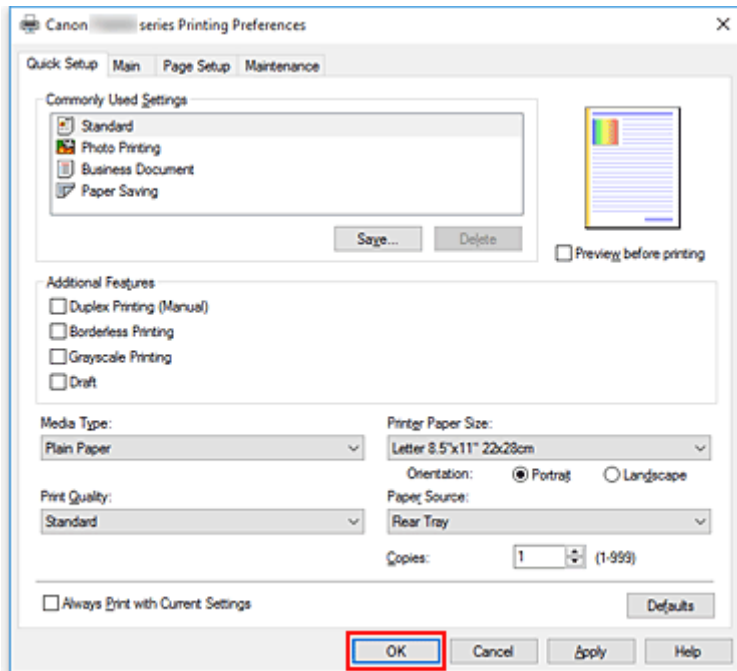 Canon series Printing Preferences
Quick Setup Main Page Setup Maintenance
Commonly Used Settings
Standard
Photo Printing
Business Document
Paper Saving
Save... Delete
Preview before printing
Additional Features
Duplex Printing (Manual)
Borderless Printing
Grayscale Printing
Draft
Media Type: Printer Paper Size:
Plain Paper Letter 8.5"x11" 22x28cm
Orientation: Portrait Landscape
Print Quality: Paper Source:
Standard Rear Tray
Copies: 1 (1-999)
Always Print with Current Settings Defaults
OK Cancel Apply Help